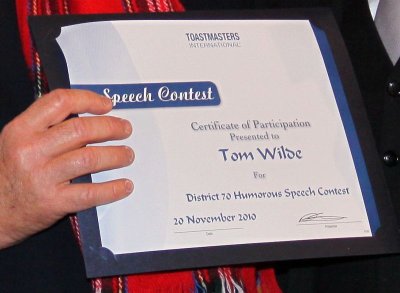 TOASTMASTERS
INTERNATIONAL
Speech Contest
Certificate of Participation
Presented to
Tom Wilde
For
District 70 Humorous Speech Contest
20 November 2010
Date